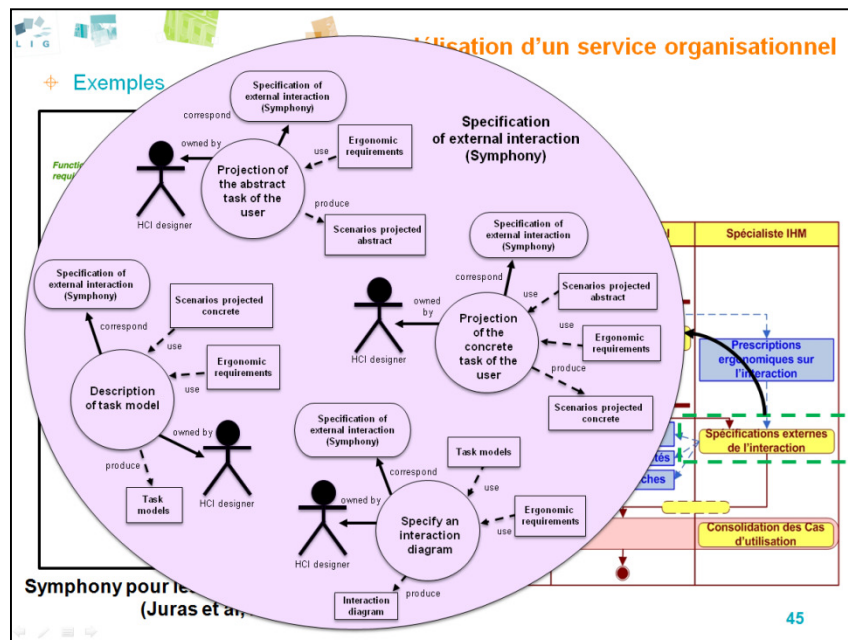 L I G
délisation d'un service organisationnel
Exemples
Specification
of external interaction
(Symphony)
Specification of
external interaction
(Symphony)
correspond
owned by
use
Ergonomic
requirements
Projection of
the abstract
task of the
user
HCI designer
produce
Scenarios projected
abstract
Specification of
external interaction
(Symphony)
correspond
Scenarios projected
abstract
owned
by
use
use
Projection of
the concrete
task of the
user
Ergonomic
requirements
HCI designer
produce
Scenarios projected
concrete
Specification of
external interaction
(Symphony)
correspond
Scenarios projected
concrete
use
Ergonomic
requirements
use
Description
of task model
owned by
produce
HCI designer
Task
models
Specification of
external interaction
(Symphony)
correspond
Task models
owned
by
use
Ergonomic
requirements
use
Specify an
interaction
diagram
HCI designer
produce
Interaction
diagram
Functio
requi
Spécialiste IHM
Prescriptions
ergonomiques sur
l'interaction
Spécifications externes
de l'interaction
tés
ches
Consolidation des Cas
d'utilisation
Symphony pour le
(Juras et al,
45